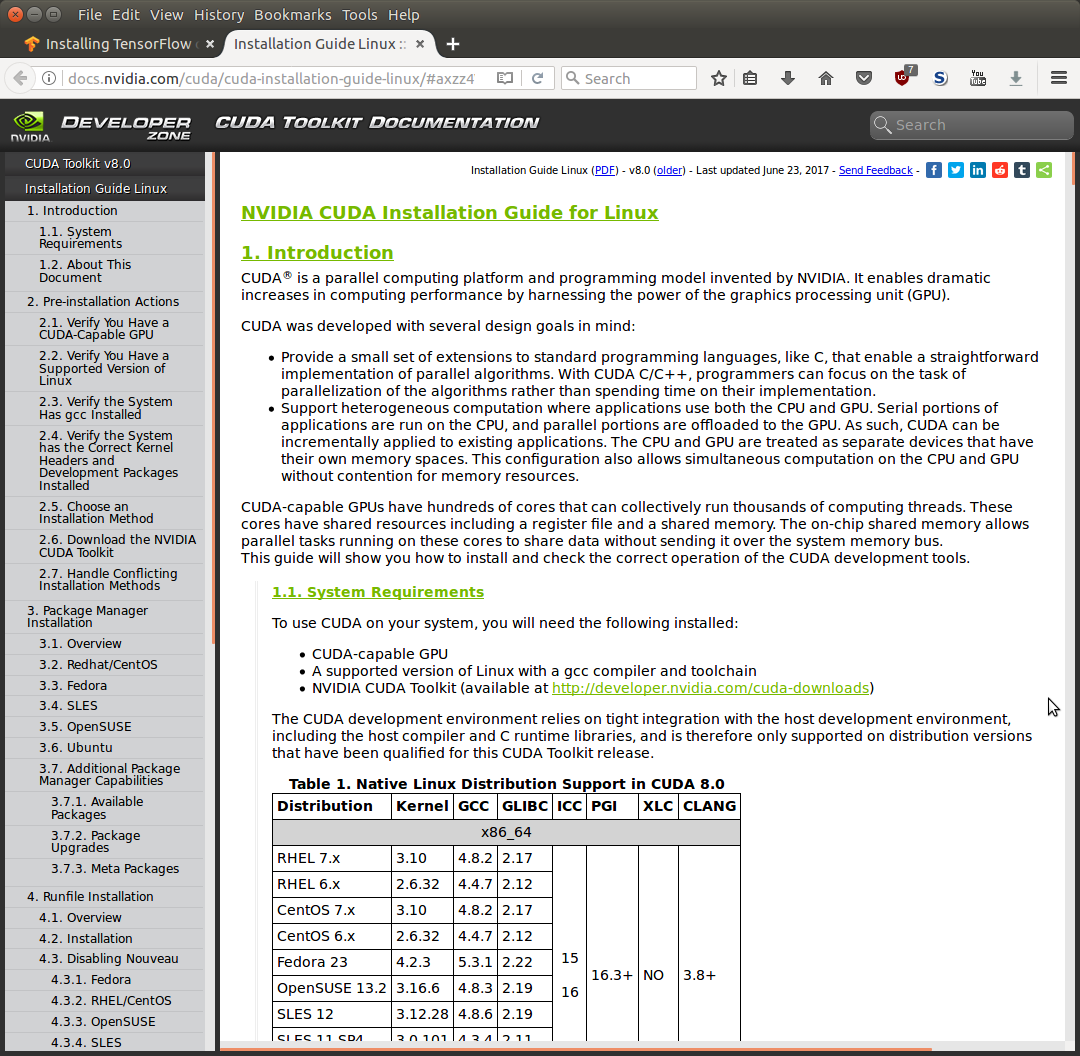 File Edit View History Bookmarks Tools Help
Installing TensorFlow
Installation Guide Linux ::
docs.nvidia.com/cuda/cuda-installation-guide-linux/#axzz4
Search
7
You
Tube
NVIDIA
DEVELOPER
ZONE
CUDA TOOLKIT DOCUMENTATION
Search
CUDA Toolkit v8.0
Installation Guide Linux
1. Introduction
1.1. System
Requirements
1.2. About This
Document
2. Pre-installation Actions
2.1. Verify You Have a
CUDA-Capable GPU
2.2. Verify You Have a
Supported Version of
Linux
2.3. Verify the System
Has gcc Installed
2.4. Verify the System
has the Correct Kernel
Headers and
Development Packages
Installed
2.5. Choose an
Installation Method
2.6. Download the NVIDIA
CUDA Toolkit
2.7. Handle Conflicting
Installation Methods
3. Package Manager
Installation
3.1. Overview
3.2. Redhat/CentOS
3.3. Fedora
3.4. SLES
3.5. OpenSUSE
3.6. Ubuntu
3.7. Additional Package
Manager Capabilities
3.7.1. Available
Packages
3.7.2. Package
Upgrades
3.7.3. Meta Packages
4. Runfile Installation
4.1. Overview
4.2. Installation
4.3. Disabling Nouveau
4.3.1. Fedora
4.3.2. RHEL/CentOS
4.3.3. OpenSUSE
4.3.4. SLES
Installation Guide Linux (PDF) - v8.0 (older) - Last updated June 23, 2017 - Send Feedback -
NVIDIA CUDA Installation Guide for Linux
1. Introduction
CUDA® is a parallel computing platform and programming model invented by NVIDIA. It enables dramatic
increases in computing performance by harnessing the power of the graphics processing unit (GPU).
CUDA was developed with several design goals in mind:
• Provide a small set of extensions to standard programming languages, like C, that enable a straightforward
implementation of parallel algorithms. With CUDA C/C++, programmers can focus on the task of
parallelization of the algorithms rather than spending time on their implementation.
• Support heterogeneous computation where applications use both the CPU and GPU. Serial portions of
applications are run on the CPU, and parallel portions are offloaded to the GPU. As such, CUDA can be
incrementally applied to existing applications. The CPU and GPU are treated as separate devices that have
their own memory spaces. This configuration also allows simultaneous computation on the CPU and GPU
without contention for memory resources.
CUDA-capable GPUs have hundreds of cores that can collectively run thousands of computing threads. These
cores have shared resources including a register file and a shared memory. The on-chip shared memory allows
parallel tasks running on these cores to share data without sending it over the system memory bus.
This guide will show you how to install and check the correct operation of the CUDA development tools.
1.1. System Requirements
To use CUDA on your system, you will need the following installed:
• CUDA-capable GPU
• A supported version of Linux with a gcc compiler and toolchain
• NVIDIA CUDA Toolkit (available at http://developer.nvidia.com/cuda-downloads)
The CUDA development environment relies on tight integration with the host development environment,
including the host compiler and C runtime libraries, and is therefore only supported on distribution versions
that have been qualified for this CUDA Toolkit release.
Table 1. Native Linux Distribution Support in CUDA 8.0
Distribution Kernel GCC GLIBC ICC PGI XLC CLANG
x86_64
RHEL 7.x 3.10 4.8.2 2.17
RHEL 6.x 2.6.32 4.4.7 2.12
CentOS 7.x 3.10 4.8.2 2.17
CentOS 6.x 2.6.32 4.4.7 2.12
Fedora 23 4.2.3 5.3.1 2.22
15
16
16.3+ NO 3.8+
OpenSUSE 13.2 3.16.6 4.8.3 2.19
SLES 12 3.12.28 4.8.6 2.19
SLES 11 SP4 3.0.101 4.3.4 2.11